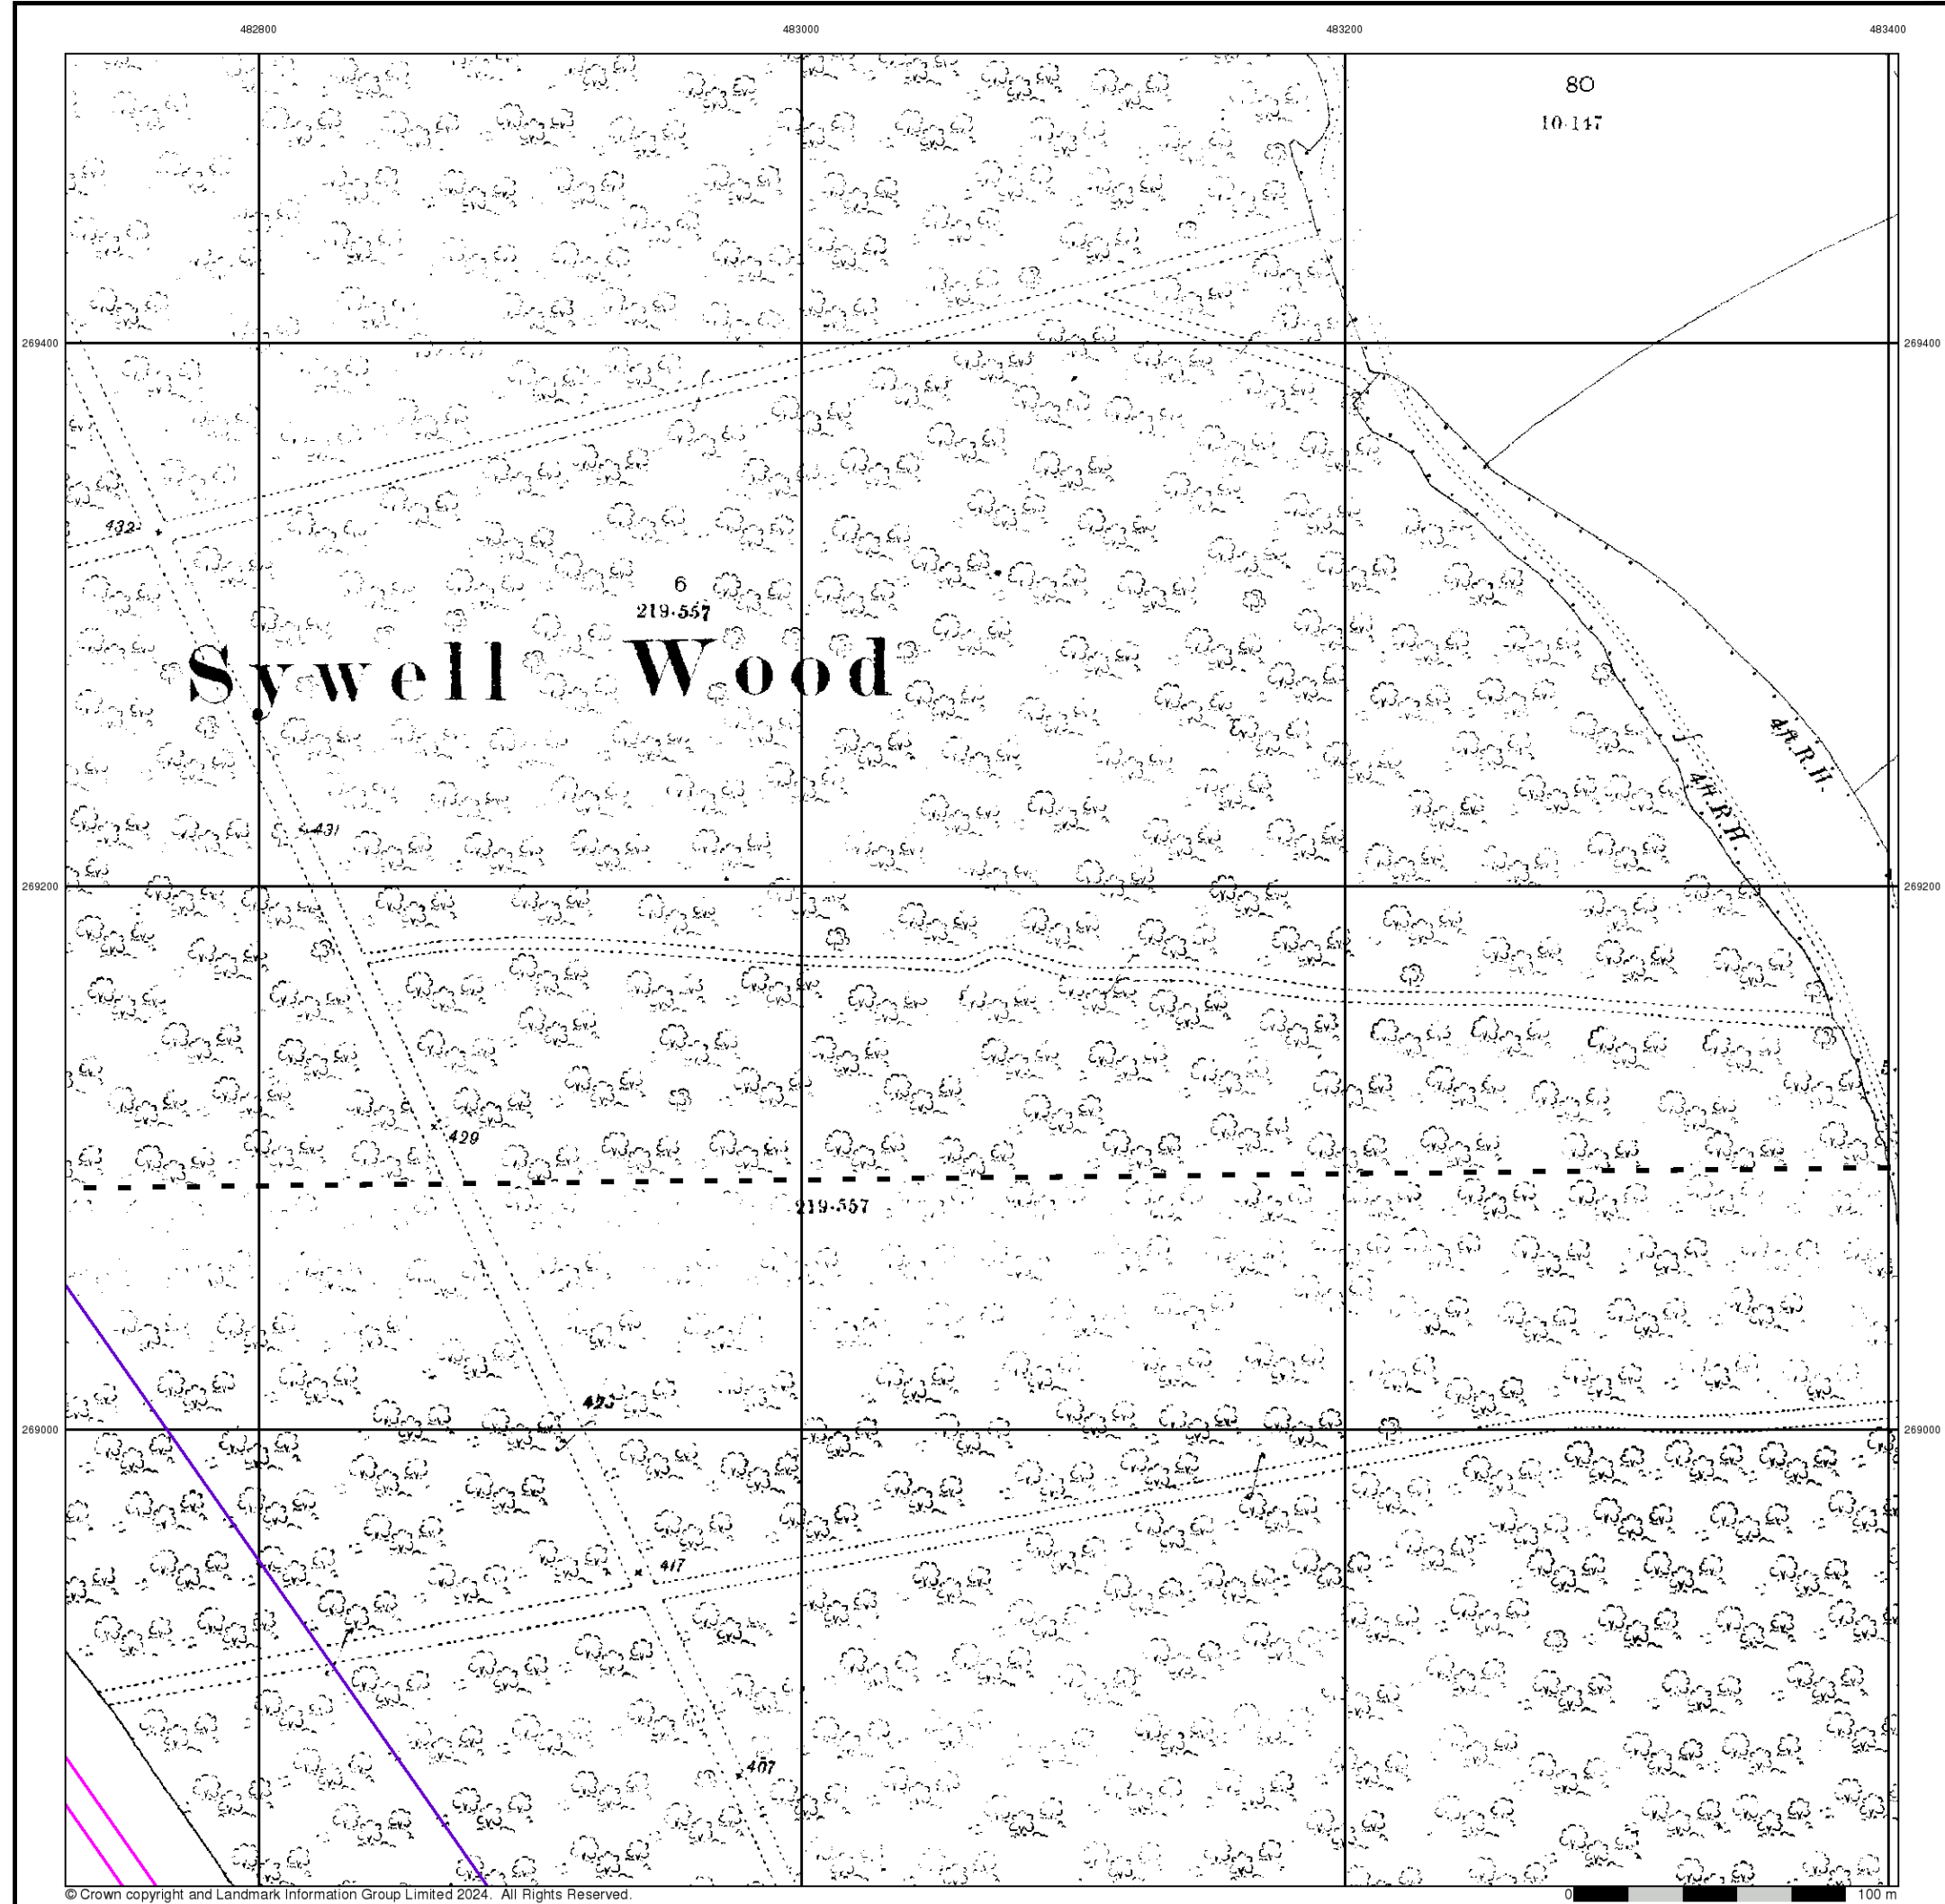 482800 483000 483200 483400
80
10·147
269400 269400
432
6
219·557
Sywell Wood
4ft.R.H.
4ft.R.H.
431
269200 269200
429
219·557
423
269000 269000
417
407
© Crown copyright and Landmark Information Group Limited 2024. All Rights Reserved.
0 100 m